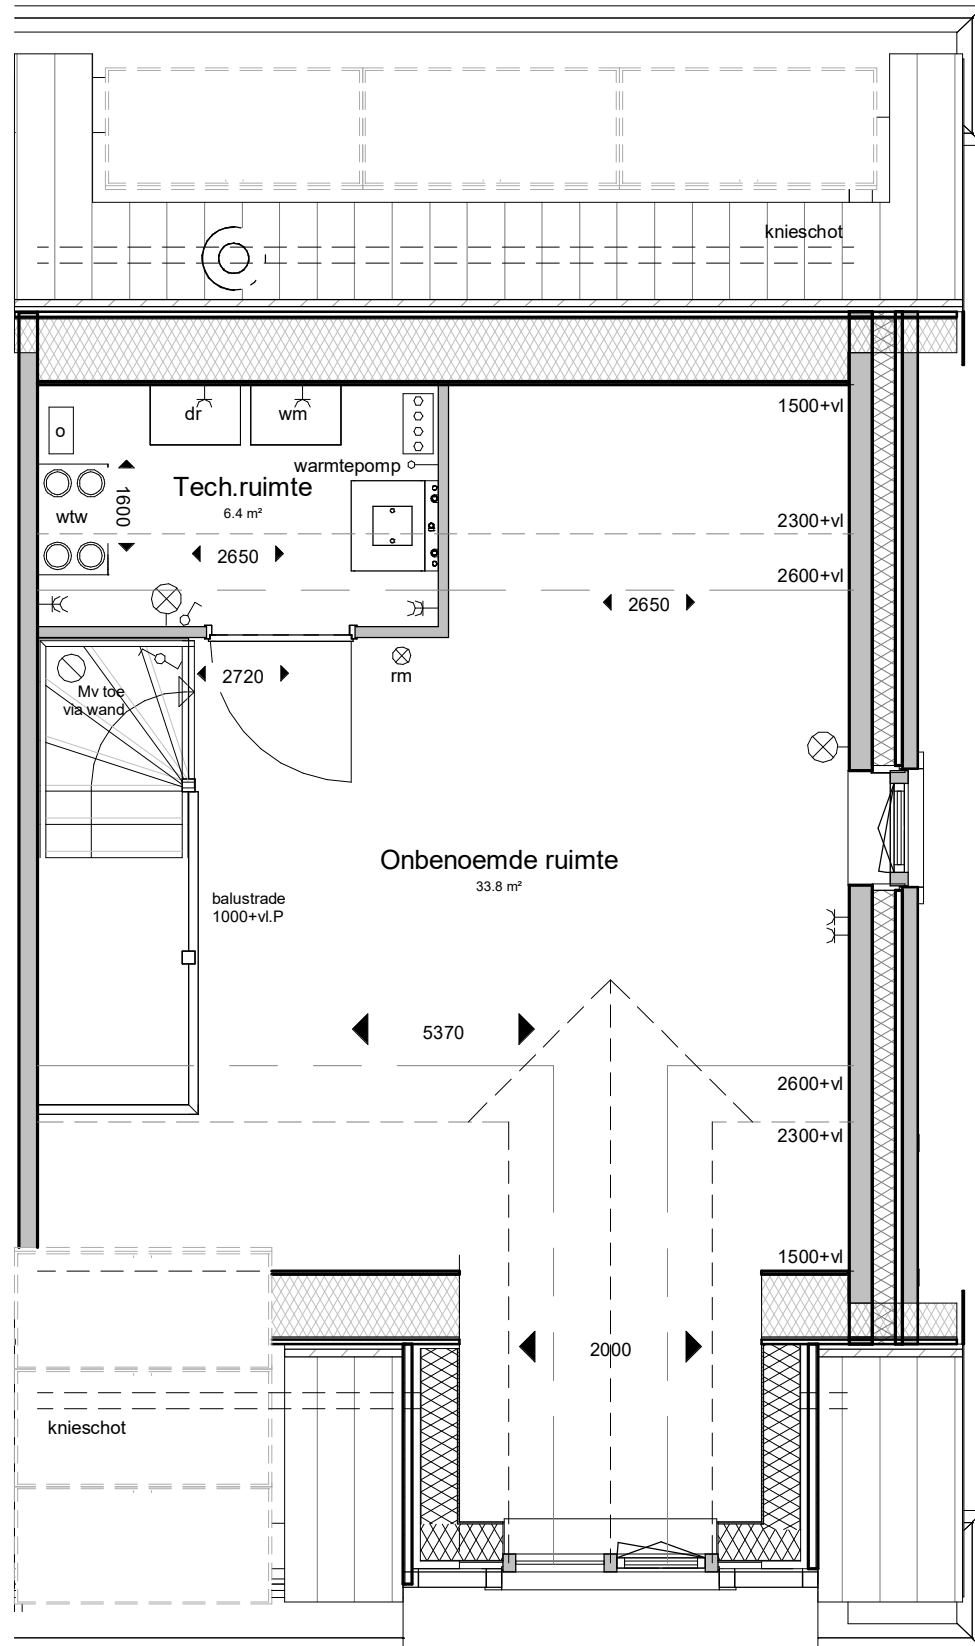 knieschot
1500+vl
dr
wm
o
warmtepomp
Tech.ruimte
6.4 m²
1600
wtw
2300+vl
2650
2600+vl
2650
rm
2720
Mv toe
via wand
Onbenoemde ruimte
33.8 m²
balustrade
1000+vl.P
5370
2600+vl
2300+vl
1500+vl
2000
knieschot